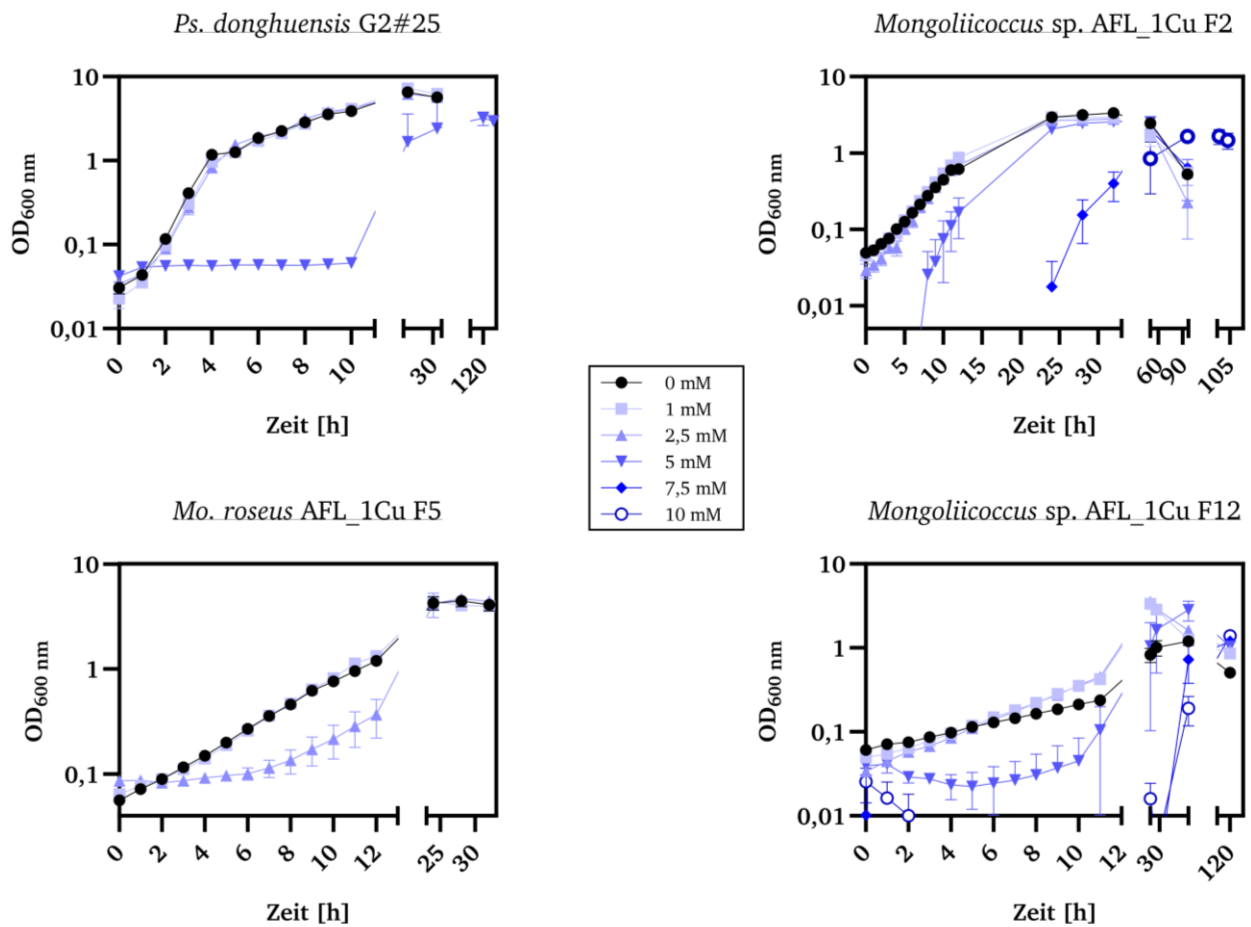 Ps. donghuensis G2#25
10
1
0,1
0,01
OD600 nm
0 2 4 6 8 10 30 120
Zeit [h]
Mongoliicoccus sp. AFL_1Cu F2
10
1
0,1
0,01
OD600 nm
0 5 10 15 20 25 30 60 90 105
Zeit [h]
0 mM
1 mM
2,5 mM
5 mM
7,5 mM
10 mM
Mo. roseus AFL_1Cu F5
10
1
0,1
OD600 nm
0 2 4 6 8 10 12 25 30
Zeit [h]
Mongoliicoccus sp. AFL_1Cu F12
10
1
0,1
0,01
OD600 nm
0 2 4 6 8 10 12 30 120
Zeit [h]